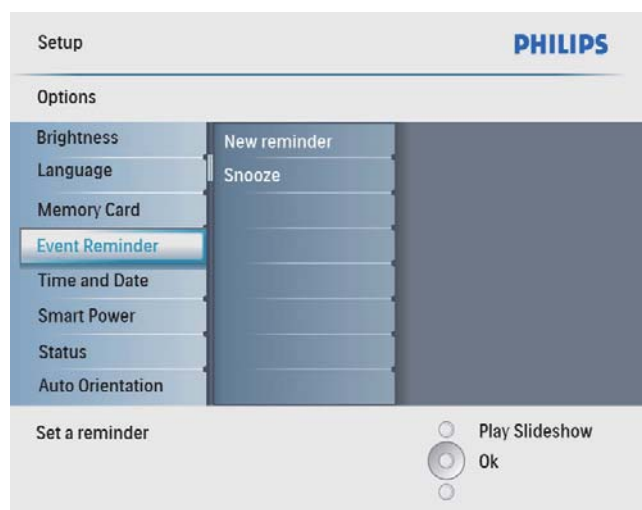 Setup
PHILIPS
Options
Brightness
Language
Memory Card
Event Reminder
Time and Date
Smart Power
Status
Auto Orientation
New reminder
Snooze
Set a reminder
Play Slideshow
Ok